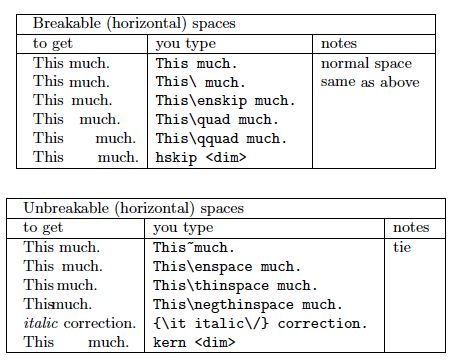 Breakable (horizontal) spaces
to get you type notes
This much. This much. normal space
This much. This\ much. same as above
This much. This\enskip much.
This much. This\quad much.
This much. This\qquad much.
This much. hskip <dim>
Unbreakable (horizontal) spaces
to get you type notes
This much. This~much. tie
This much. This\enspace much.
This much. This\thinspace much.
Thismuch. This\negthinspace much.
italic correction. {\it italic\/} correction.
This much. kern <dim>